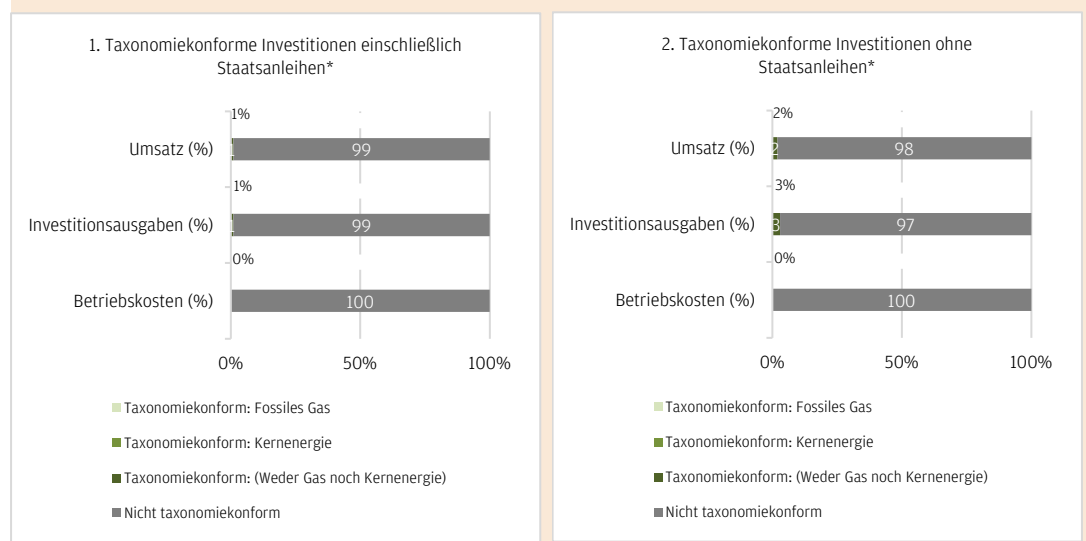 1. Taxonomiekonforme Investitionen einschließlich
Staatsanleihen*
1%
Umsatz (%)
1
99
1%
Investitionsausgaben (%)
1
99
0%
Betriebskosten (%)
100
0%
50%
100%
Taxonomiekonform: Fossiles Gas
Taxonomiekonform: Kernenergie
Taxonomiekonform: (Weder Gas noch Kernenergie)
Nicht taxonomiekonform
2. Taxonomiekonforme Investitionen ohne
Staatsanleihen*
2%
Umsatz (%)
2
98
3%
Investitionsausgaben (%)
3
97
0%
Betriebskosten (%)
100
0%
50%
100%
Taxonomiekonform: Fossiles Gas
Taxonomiekonform: Kernenergie
Taxonomiekonform: (Weder Gas noch Kernenergie)
Nicht taxonomiekonform